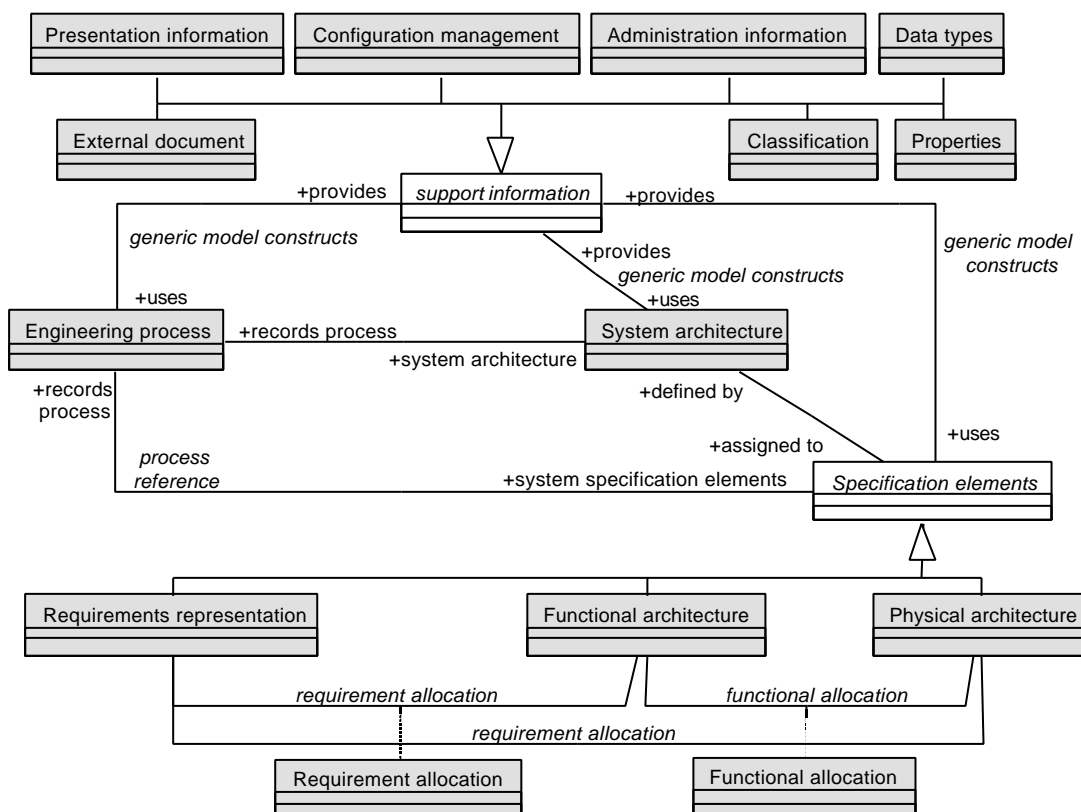 Presentation information
Configuration management
Administration information
Data types
External document
Classification
Properties
+provides
support information
+provides
generic model constructs
+provides
generic model constructs
generic model
constructs
+uses
+uses
Engineering process
+records process
System architecture
+system architecture
+records
process
+defined by
+assigned to
+uses
process
reference
+system specification elements
Specification elements
Requirements representation
Functional architecture
Physical architecture
requirement allocation
functional allocation
requirement allocation
Requirement allocation
Functional allocation